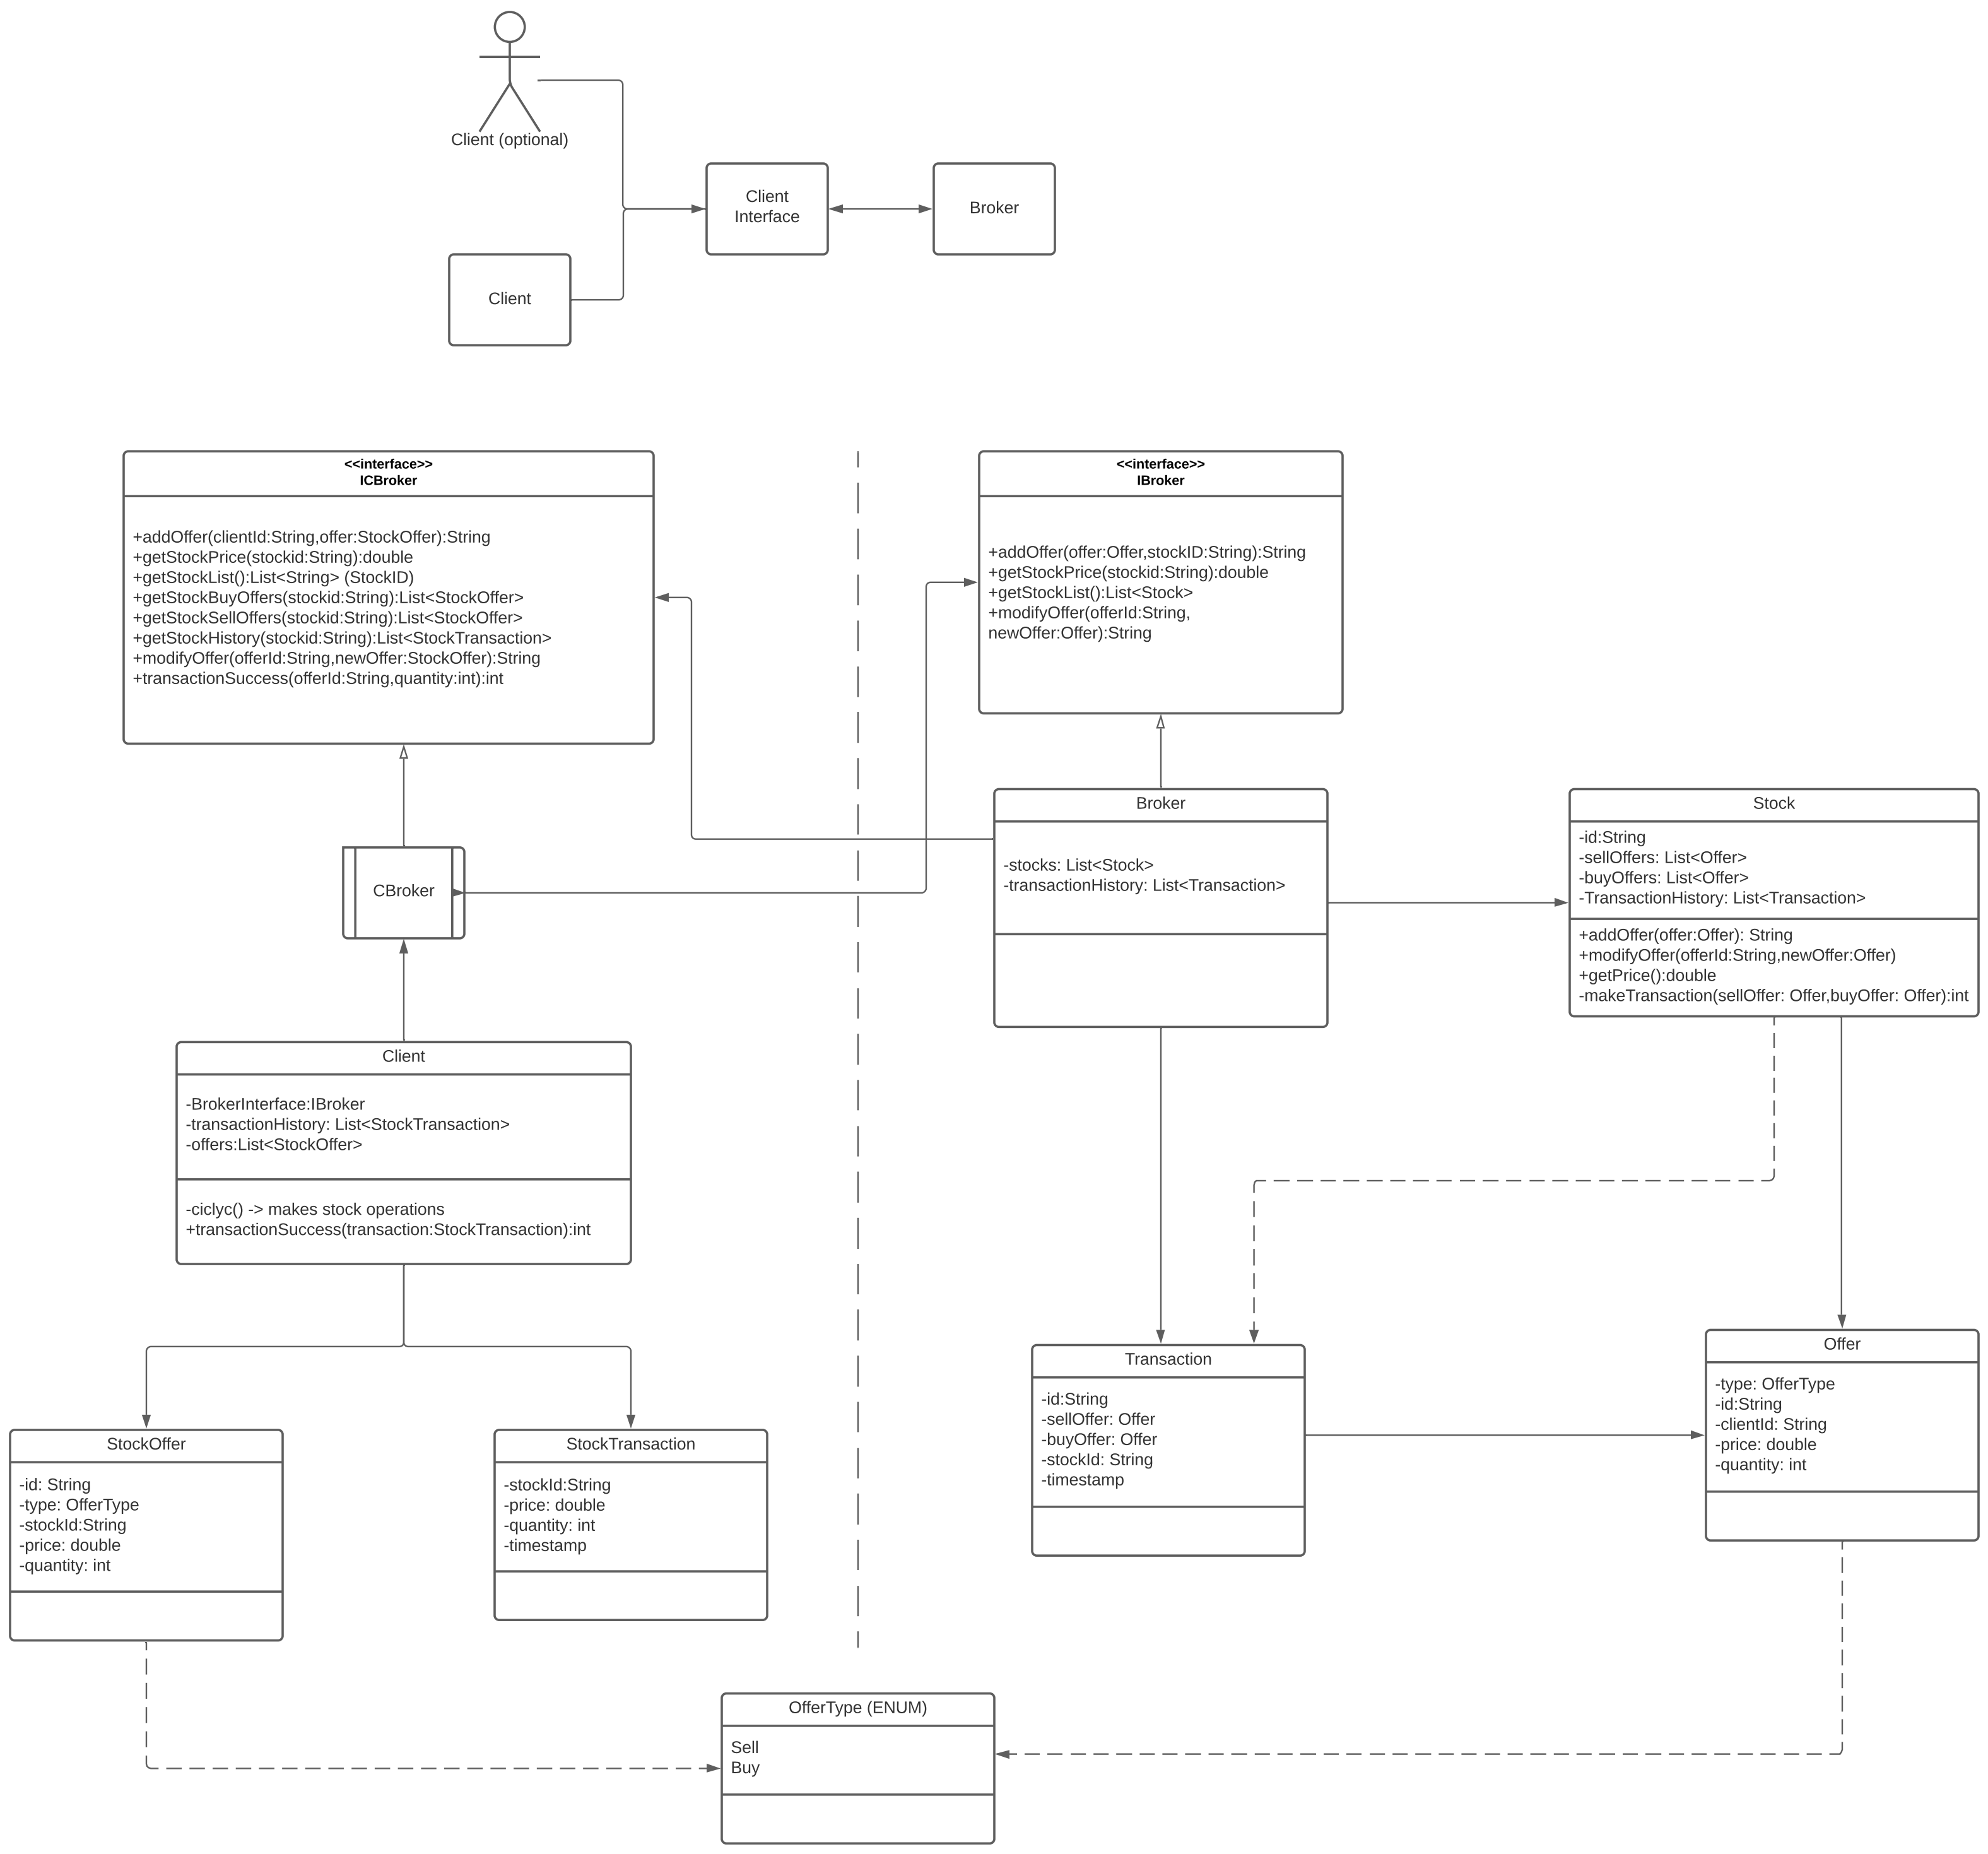 Client (optional)
Client
Interface
Broker
Client
<<interface>>
ICBroker
+addOffer(clientId:String,offer:StockOffer):String
+getStockPrice(stockid:String):double
+getStockList():List<String> (StockID)
+getStockBuyOffers(stockid:String):List<StockOffer>
+getStockSellOffers(stockid:String):List<StockOffer>
+getStockHistory(stockid:String):List<StockTransaction>
+modifyOffer(offerId:String,newOffer:StockOffer):String
+transactionSuccess(offerId:String,quantity:int):int
<<interface>>
IBroker
+addOffer(offer:Offer,stockID:String):String
+getStockPrice(stockid:String):double
+getStockList():List<Stock>
+modifyOffer(offerId:String,
newOffer:Offer):String
CBroker
Broker
-stocks: List<Stock>
-transactionHistory: List<Transaction>
Stock
-id:String
-sellOffers: List<Offer>
-buyOffers: List<Offer>
-TransactionHistory: List<Transaction>
+addOffer(offer:Offer): String
+modifyOffer(offerId:String,newOffer:Offer)
+getPrice():double
-makeTransaction(sellOffer: Offer,buyOffer: Offer):int
Client
-BrokerInterface:IBroker
-transactionHistory: List<StockTransaction>
-offers:List<StockOffer>
-ciclyc() -> makes stock operations
+transactionSuccess(transaction:StockTransaction):int
StockOffer
-id: String
-type: OfferType
-stockId:String
-price: double
-quantity: int
StockTransaction
-stockId:String
-price: double
-quantity: int
-timestamp
Transaction
-id:String
-sellOffer: Offer
-buyOffer: Offer
-stockId: String
-timestamp
Offer
-type: OfferType
-id:String
-clientId: String
-price: double
-quantity: int
OfferType (ENUM)
Sell
Buy